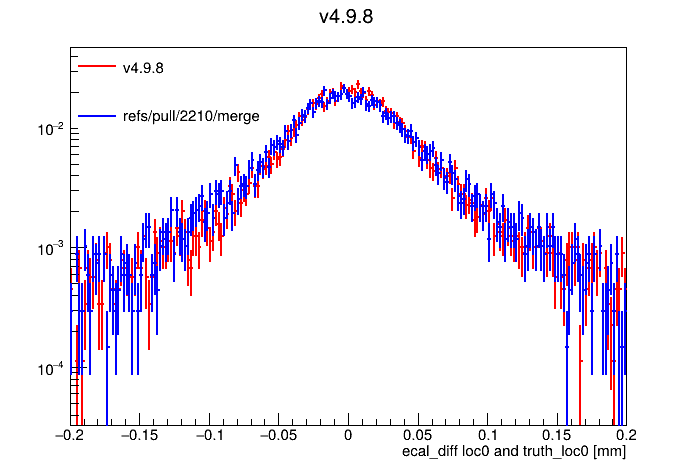 v4.9.8
v4.9.8
refs/pull/2210/merge
10⁻²
10⁻³
10⁻⁴
−0.2 −0.15 −0.1 −0.05 0 0.05 0.1 0.15 0.2
ecal_diff loc0 and truth_loc0 [mm]